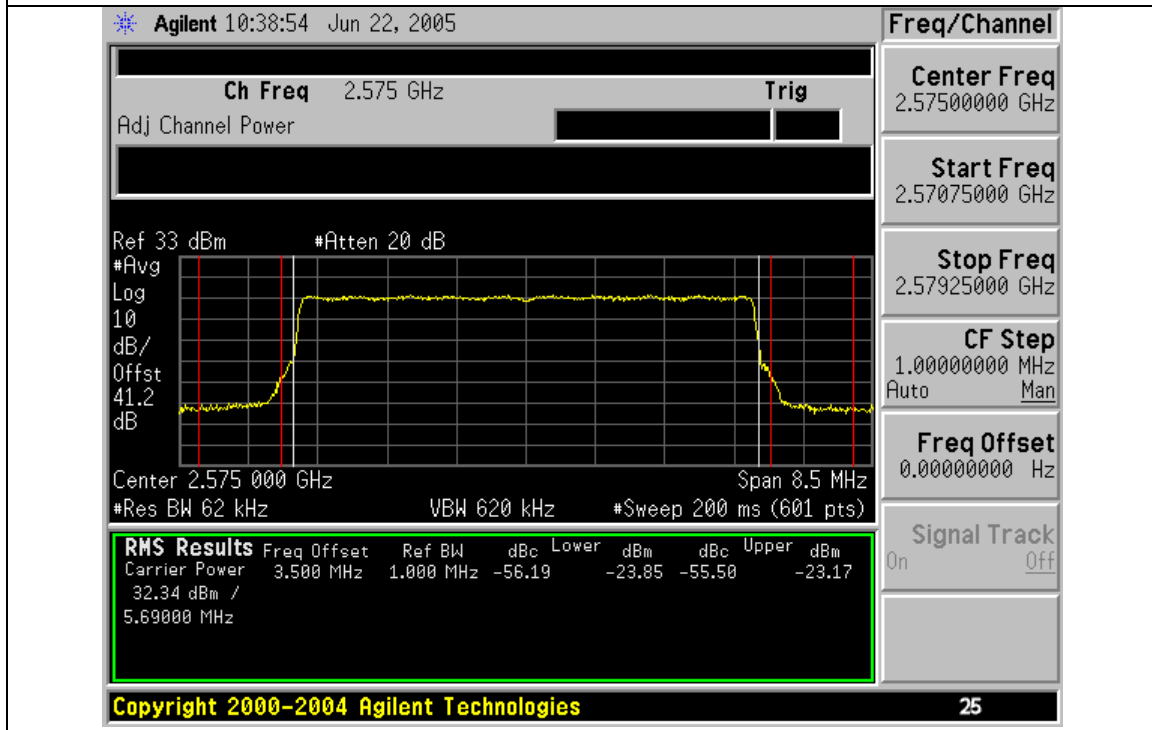 Agilent 10:38:54 Jun 22, 2005
Freq/Channel
Ch Freq 2.575 GHz Trig
Adj Channel Power
Center Freq
2.57500000 GHz
Start Freq
2.57075000 GHz
Stop Freq
2.57925000 GHz
CF Step
1.00000000 MHz
Auto Man
Freq Offset
0.00000000 Hz
Signal Track
On Off
Ref 33 dBm #Atten 20 dB
#Avg
Log
10
dB/
Offst
41.2
dB
Center 2.575 000 GHz Span 8.5 MHz
#Res BW 62 kHz VBW 620 kHz #Sweep 200 ms (601 pts)
RMS Results Freq Offset Ref BW dBc Lower dBm dBc Upper dBm
Carrier Power 3.500 MHz 1.000 MHz -56.19 -23.85 -55.50 -23.17
32.34 dBm /
5.69000 MHz
Copyright 2000-2004 Agilent Technologies 25